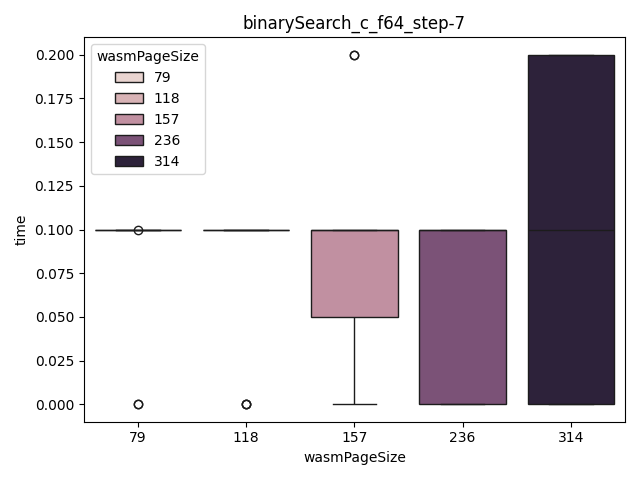 binarySearch_c_f64_step-7
wasmPageSize
79
118
157
236
314
time
0.200
0.175
0.150
0.125
0.100
0.075
0.050
0.025
0.000
79 118 157 236 314
wasmPageSize